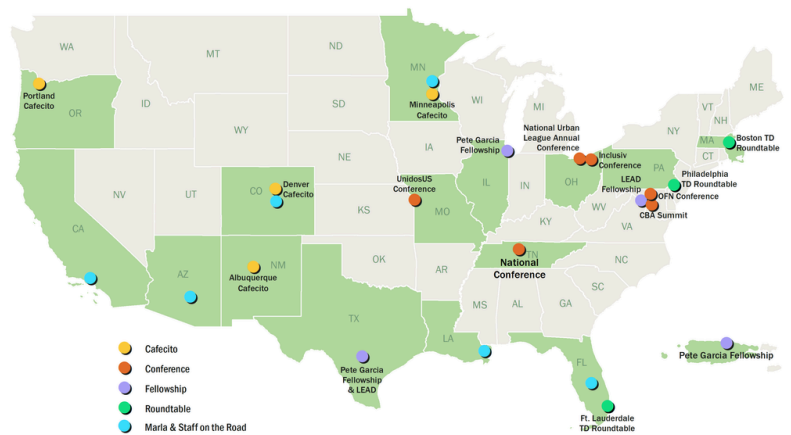 WA
MT
ND
MN
ME
Portland
Cafecito
OR
ID
SD
Minneapolis
Cafecito
WI
MI
VT
NH
NY
MA
Boston TD
Roundtable
CT
WY
Pete Garcia
Fellowship
National Urban
League Annual
Conference
Inclusiv
Conference
PA
Philadelphia
TD Roundtable
IA
NE
NV
UT
CO
Denver
Cafecito
UnidosUS
Conference
IL
IN
OH
LEAD
Fellowship
OFN Conference
CBA Summit
WV
VA
CA
KS
MO
KY
AZ
NM
Albuquerque
Cafecito
OK
AR
TN
National
Conference
NC
SC
MS
AL
GA
TX
LA
FL
Pete Garcia
Fellowship
& LEAD
Pete Garcia Fellowship
Ft. Lauderdale
TD Roundtable
Cafecito
Conference
Fellowship
Roundtable
Marla & Staff on the Road